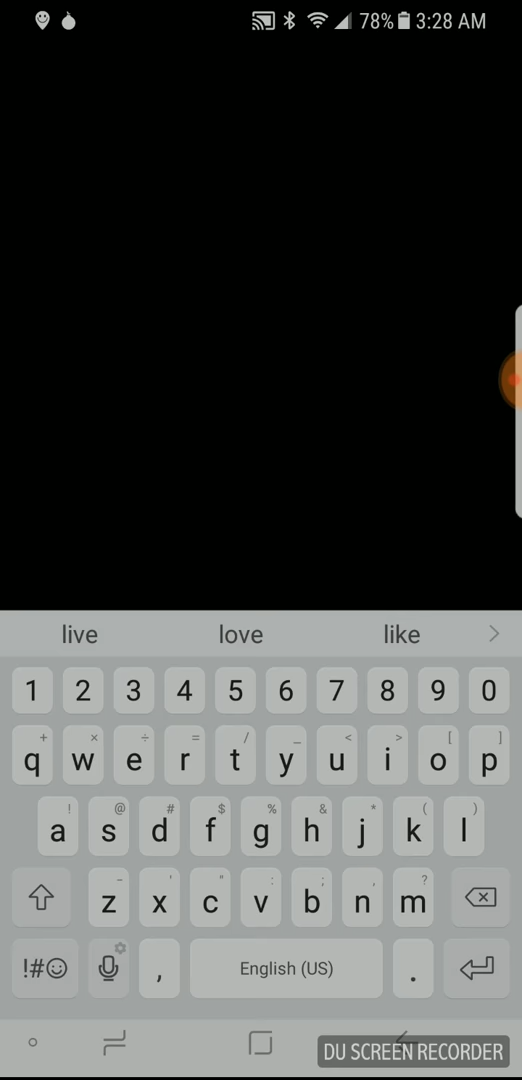 78% 3:28 AM
live love like >
1 2 3 4 5 6 7 8 9 0
+ × ÷ = / _ < > [ ]
q w e r t y u i o p
! @ # $ % & * ( )
a s d f g h j k l
- ' " : ; , ?
z x c v b n m
!#☺ , English (US) .
DU SCREEN RECORDER